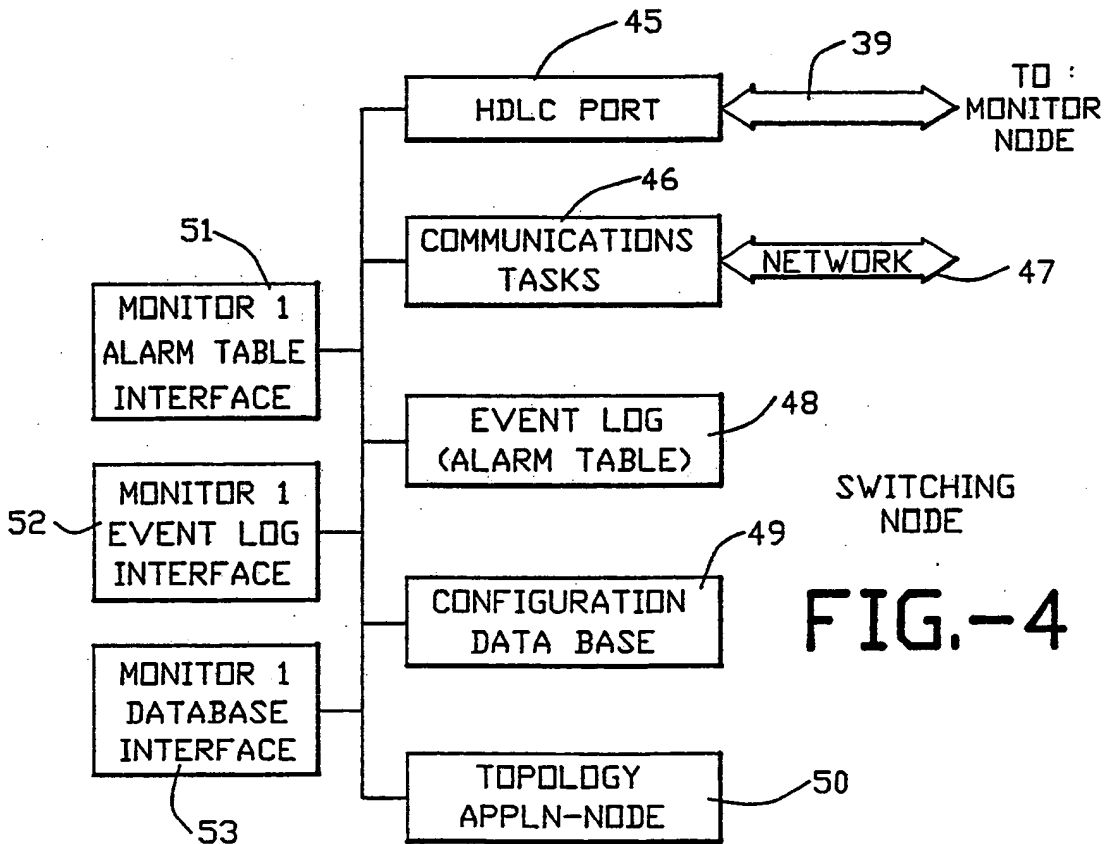 45
39
HDLC PORT
TO :
MONITOR
NODE
46
COMMUNICATIONS
TASKS
NETWORK
47
51
MONITOR 1
ALARM TABLE
INTERFACE
48
EVENT LOG
(ALARM TABLE)
52
MONITOR 1
EVENT LOG
INTERFACE
SWITCHING
NODE
49
CONFIGURATION
DATA BASE
FIG.-4
MONITOR 1
DATABASE
INTERFACE
53
TOPOLOGY
APPLN-NODE
50